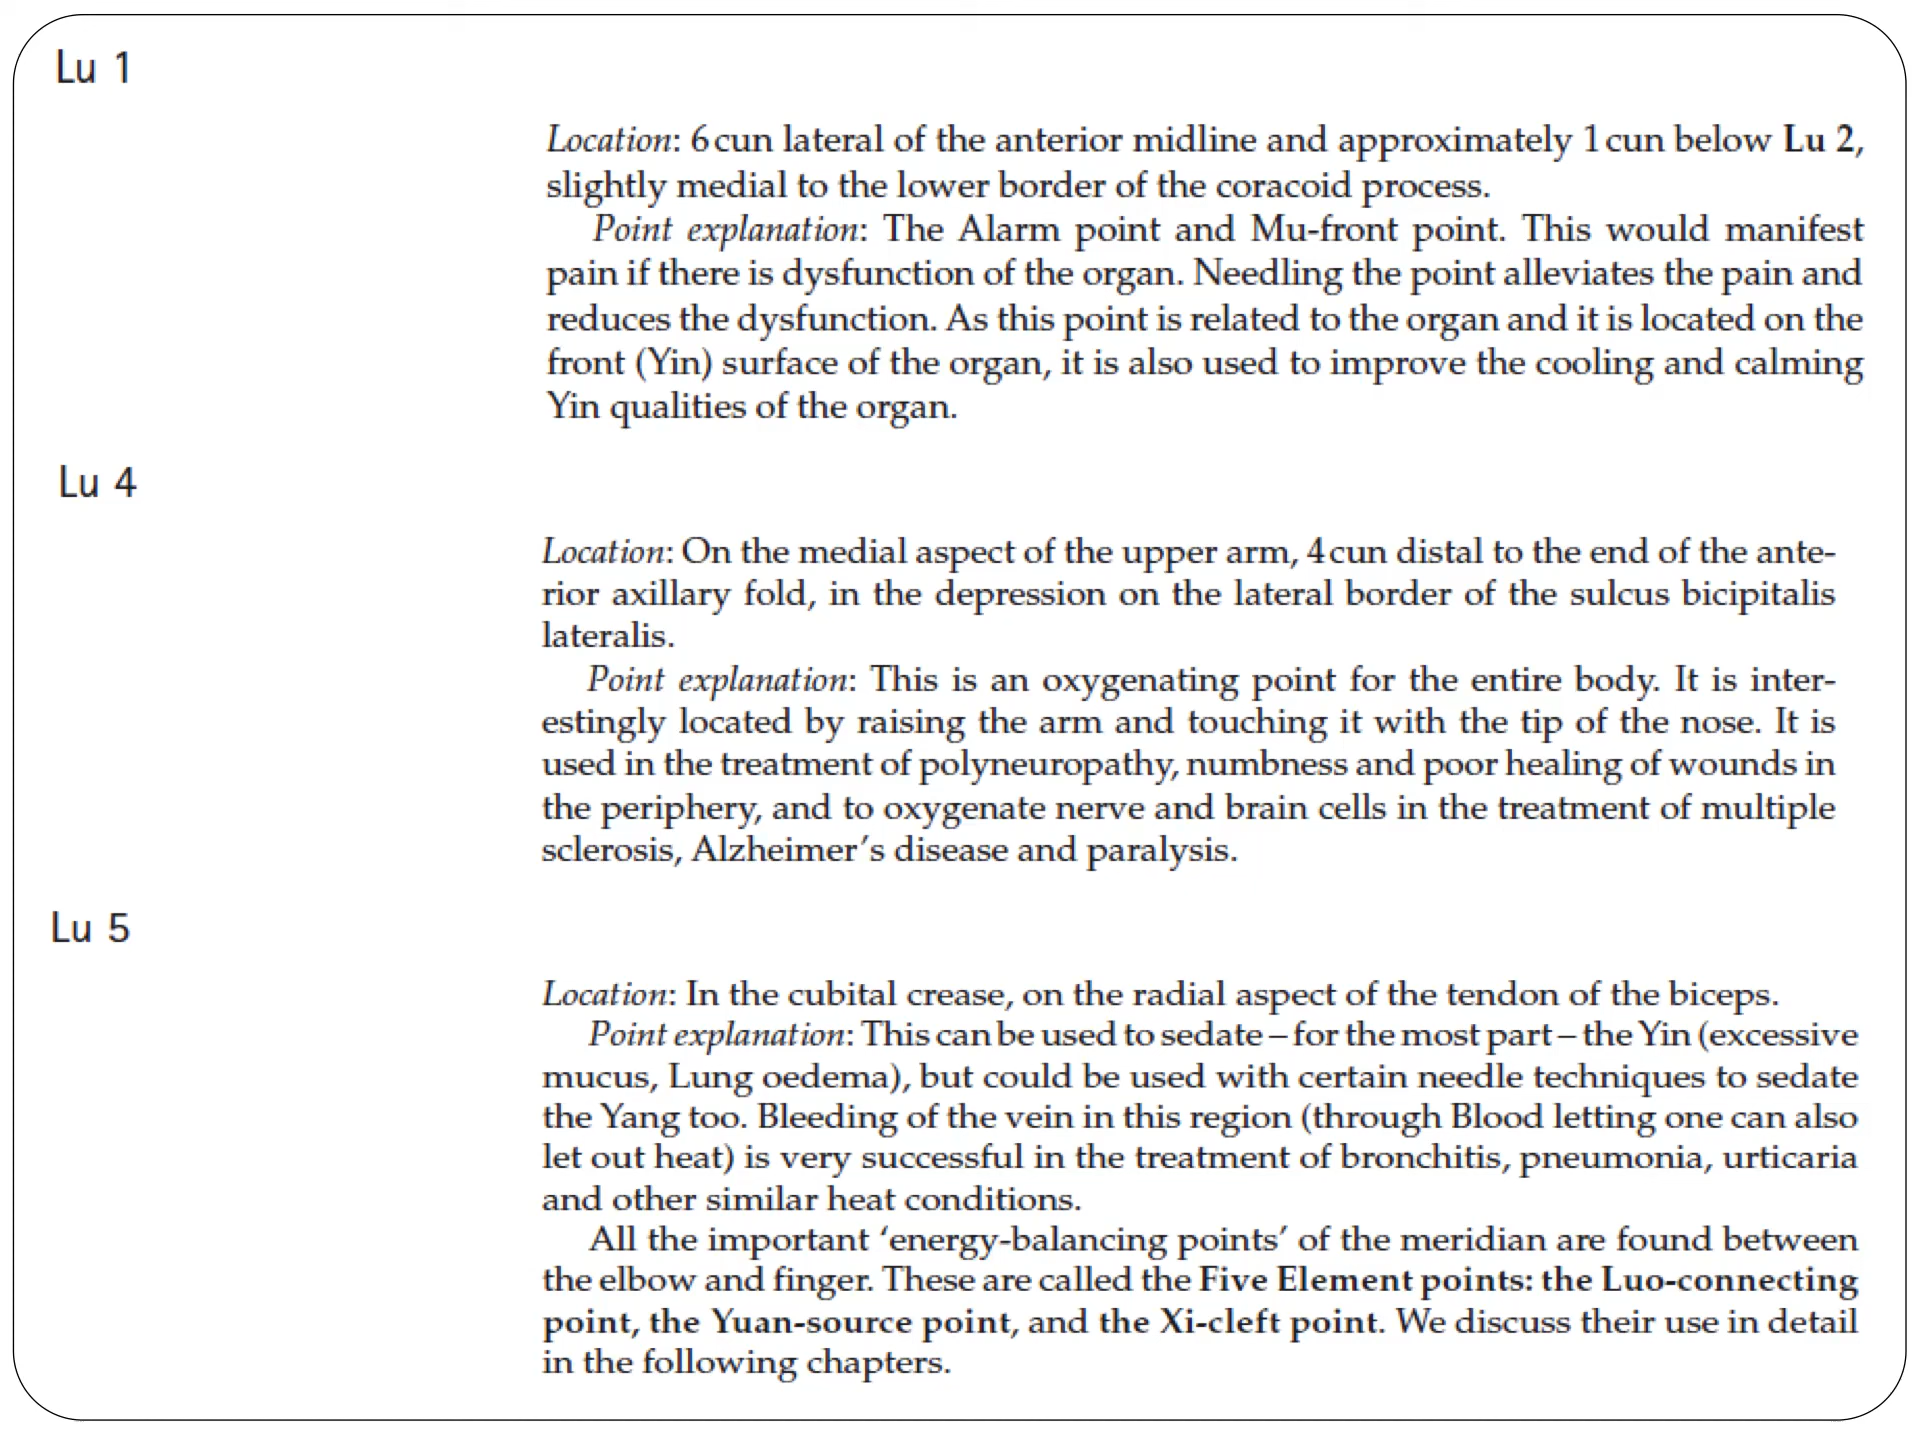 Lu 1
Location: 6 cun lateral of the anterior midline and approximately 1 cun below Lu 2,
slightly medial to the lower border of the coracoid process.
Point explanation: The Alarm point and Mu-front point. This would manifest
pain if there is dysfunction of the organ. Needling the point alleviates the pain and
reduces the dysfunction. As this point is related to the organ and it is located on the
front (Yin) surface of the organ, it is also used to improve the cooling and calming
Yin qualities of the organ.
Lu 4
Location: On the medial aspect of the upper arm, 4 cun distal to the end of the ante-
rior axillary fold, in the depression on the lateral border of the sulcus bicipitalis
lateralis.
Point explanation: This is an oxygenating point for the entire body. It is inter-
estingly located by raising the arm and touching it with the tip of the nose. It is
used in the treatment of polyneuropathy, numbness and poor healing of wounds in
the periphery, and to oxygenate nerve and brain cells in the treatment of multiple
sclerosis, Alzheimer's disease and paralysis.
Lu 5
Location: In the cubital crease, on the radial aspect of the tendon of the biceps.
Point explanation: This can be used to sedate – for the most part – the Yin (excessive
mucus, Lung oedema), but could be used with certain needle techniques to sedate
the Yang too. Bleeding of the vein in this region (through Blood letting one can also
let out heat) is very successful in the treatment of bronchitis, pneumonia, urticaria
and other similar heat conditions.
All the important 'energy-balancing points' of the meridian are found between
the elbow and finger. These are called the Five Element points: the Luo-connecting
point, the Yuan-source point, and the Xi-cleft point. We discuss their use in detail
in the following chapters.